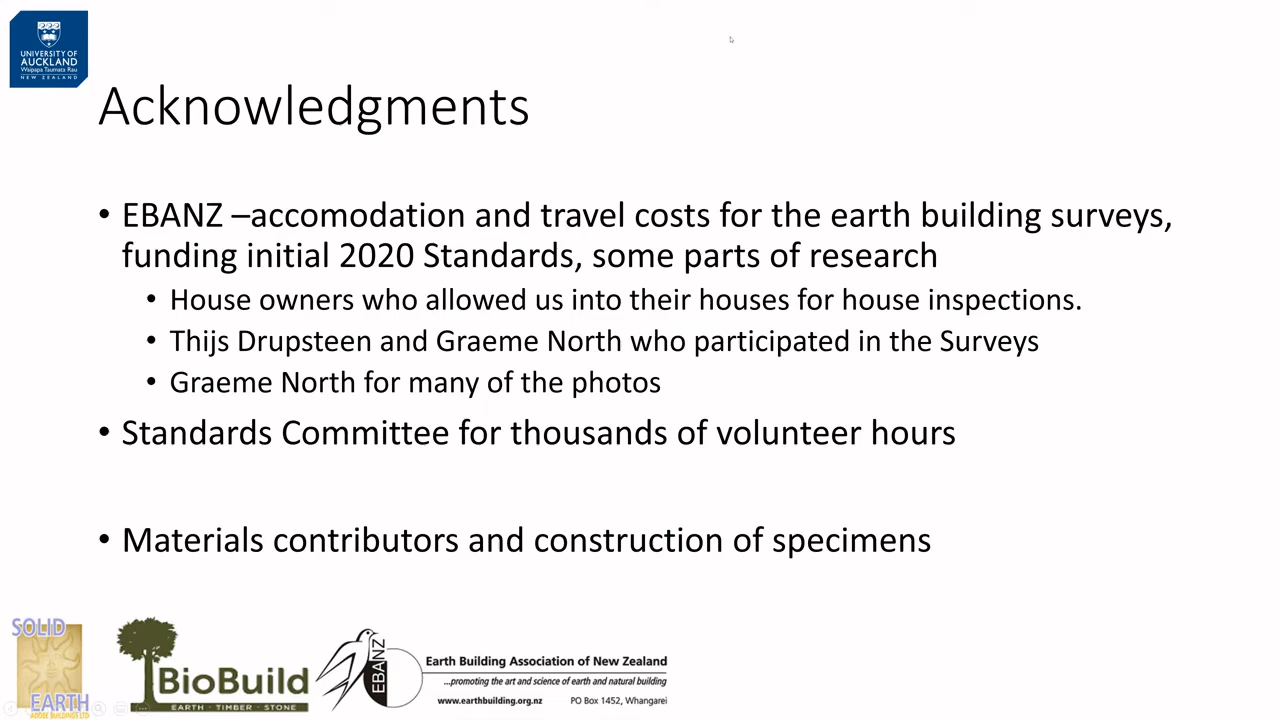 UNIVERSITY OF
AUCKLAND
Waipapa Taumata Rau
NEW ZEALAND
Acknowledgments
• EBANZ –accomodation and travel costs for the earth building surveys,
funding initial 2020 Standards, some parts of research
• House owners who allowed us into their houses for house inspections.
• Thijs Drupsteen and Graeme North who participated in the Surveys
• Graeme North for many of the photos
• Standards Committee for thousands of volunteer hours
• Materials contributors and construction of specimens
SOLID
EARTH
ADOBE BUILDINGS LTD
BioBuild
EARTH · TIMBER · STONE
EBANZ
Earth Building Association of New Zealand
...promoting the art and science of earth and natural building
www.earthbuilding.org.nz PO Box 1452, Whangarei